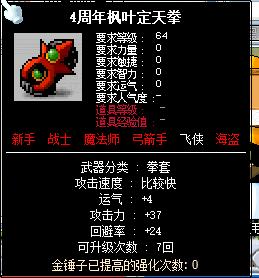 4周年枫叶定天拳
要求等级: 64
要求力量: 0
要求敏捷: 0
要求智力: 0
要求运气: 0
要求人气度: -
道具等级: -
道具经验值: -
新手 战士 魔法师 弓箭手 飞侠 海盗
武器分类: 拳套
攻击速度: 比较快
运气: +4
攻击力: +37
回避率: +24
可升级次数: 7回
金锤子已提高的强化次数: 0